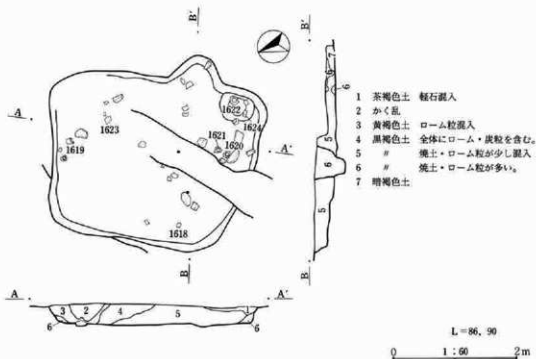 B'
B'
6
7
6
1622
1624
1623
1621
1620
1619
A
A'
1618
5
6
5
B
B
1 茶褐色土 軽石混入
2 かく乱
3 黄褐色土 ローム粒混入
4 黒褐色土 全体にローム・炭粒を含む。
5 〃 焼土・ローム粒が少し混入
6 〃 焼土・ローム粒が多い。
7 暗褐色土
A
A'
3
2
4
5
1
6
6
L=86,90
0 1:60 2m